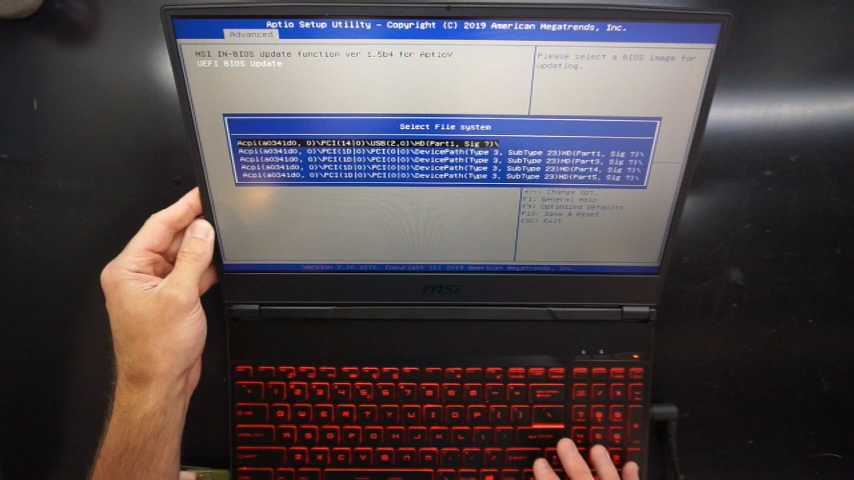 Aptio Setup Utility – Copyright (C) 2019 American Megatrends, Inc.
Advanced
MSI IN-BIOS Update function ver 1.5b4 for AptioV
UEFI BIOS Update
Please select a BIOS image for
updating.
Select File system
Acpi(a0341d0, 0)\PCI(14|0)\USB(2,0)\HD(Part1, Sig ?)\
Acpi(a0341d0, 0)\PCI(1D|0)\PCI(0|0)\DevicePath(Type 3, SubType 23)HD(Part1, Sig ?)\
Acpi(a0341d0, 0)\PCI(1D|0)\PCI(0|0)\DevicePath(Type 3, SubType 23)HD(Part3, Sig ?)\
Acpi(a0341d0, 0)\PCI(1D|0)\PCI(0|0)\DevicePath(Type 3, SubType 23)HD(Part4, Sig ?)\
Acpi(a0341d0, 0)\PCI(1D|0)\PCI(0|0)\DevicePath(Type 3, SubType 23)HD(Part5, Sig ?)\
+/-: Change Opt.
F1: General Help
F9: Optimized Defaults
F10: Save & Reset
ESC: Exit
Copyright (C) 2019 American Megatrends, Inc.
msi